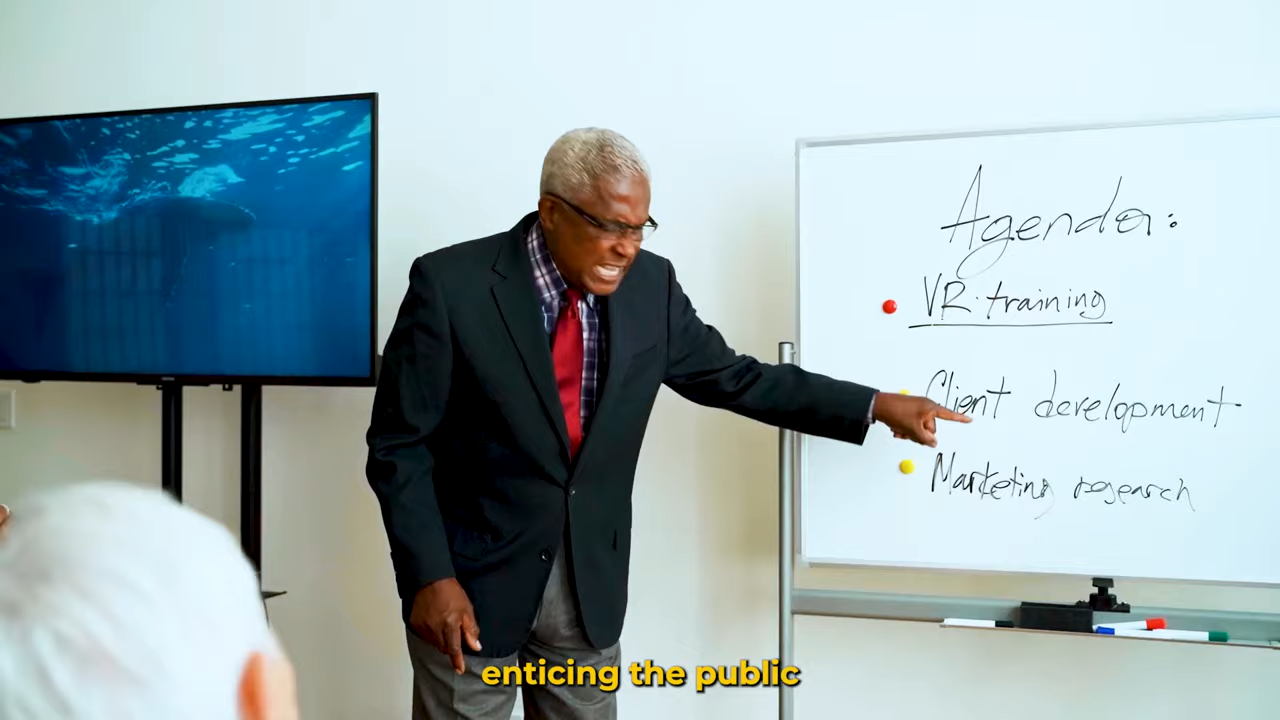 Agenda:
VR training
Client development
Marketing research
enticing the public